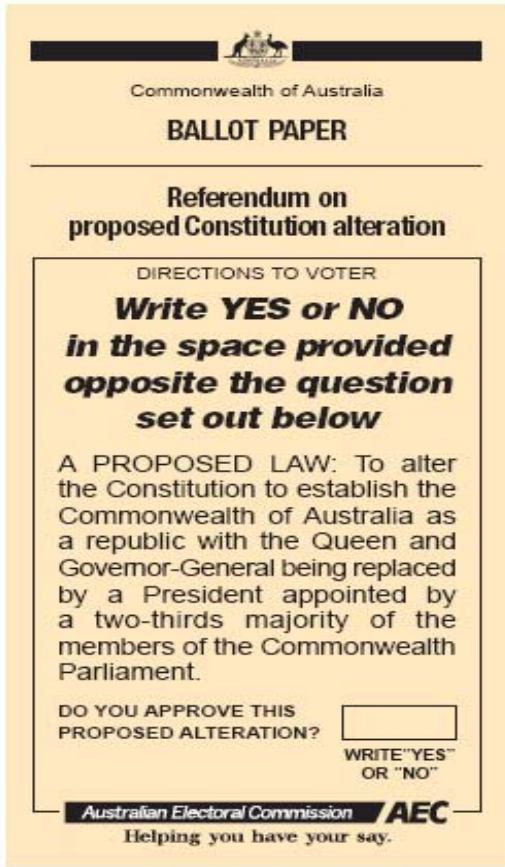 Commonwealth of Australia
BALLOT PAPER
Referendum on
proposed Constitution alteration
DIRECTIONS TO VOTER
Write YES or NO
in the space provided
opposite the question
set out below
A PROPOSED LAW: To alter
the Constitution to establish the
Commonwealth of Australia as
a republic with the Queen and
Governor-General being replaced
by a President appointed by
a two-thirds majority of the
members of the Commonwealth
Parliament.
DO YOU APPROVE THIS
PROPOSED ALTERATION?
WRITE"YES"
OR "NO"
Australian Electoral Commission AEC
Helping you have your say.